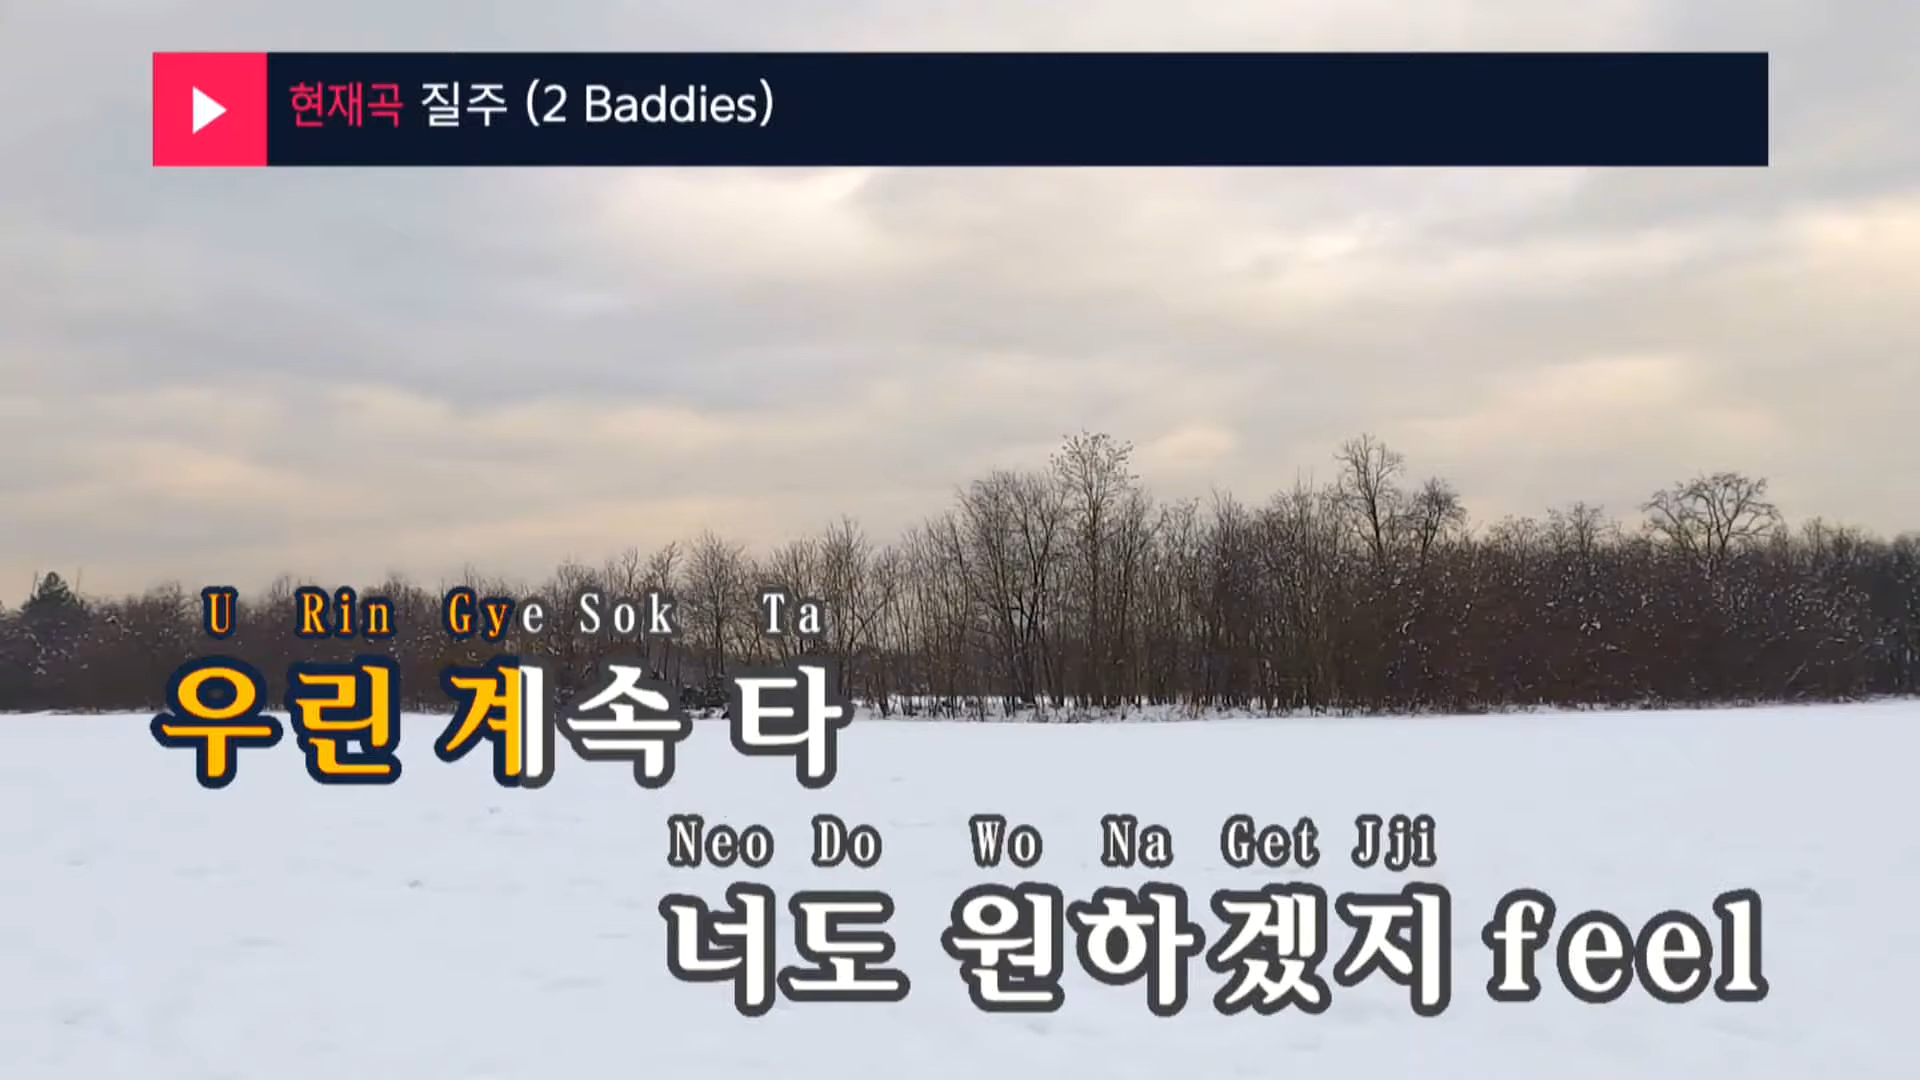 현재곡 질주 (2 Baddies)
U Rin Gye Sok Ta
우린 계속 타
Neo Do Wo Na Get Jji
너도 원하겠지 feel